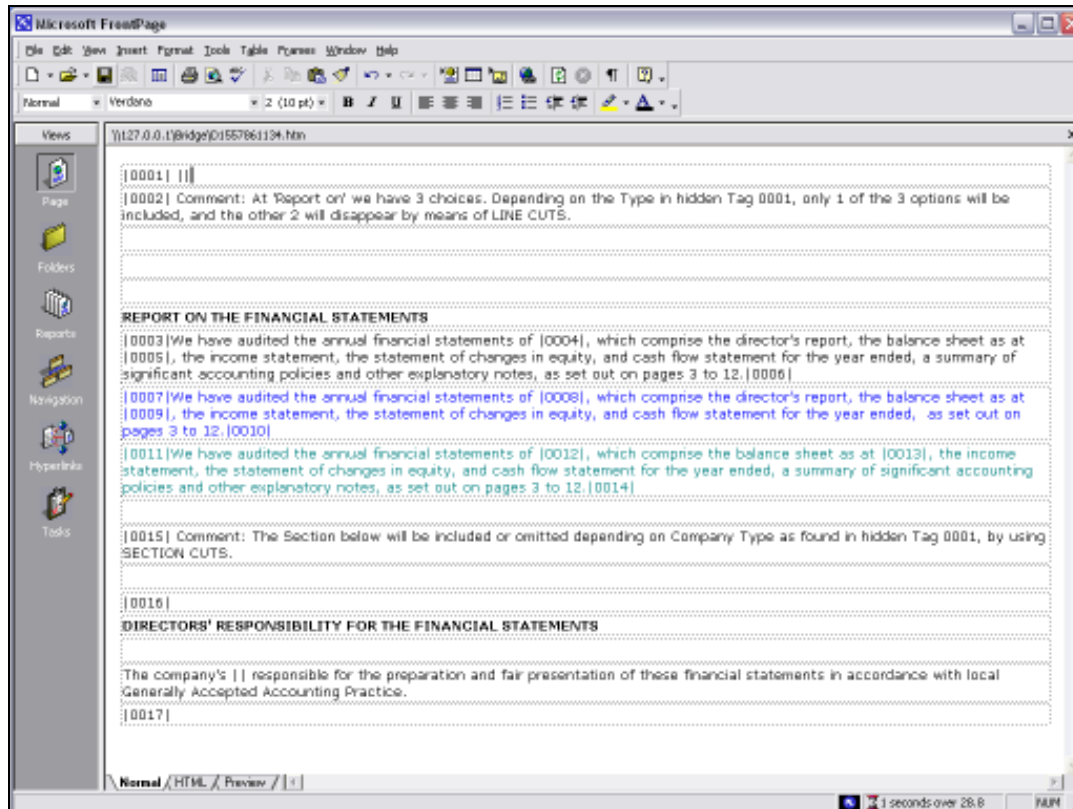 Microsoft FrontPage
File Edit View Insert Format Tools Table Frames Window Help
Normal Verdana 2 (10 pt) B I U A
Views \\127.0.0.1\Bridge\D1557861134.htm
Page
Folders
Reports
Navigation
Hyperlinks
Tasks
|0001| ||
|0002| Comment: At 'Report on' we have 3 choices. Depending on the Type in hidden Tag 0001, only 1 of the 3 options will be
included, and the other 2 will disappear by means of LINE CUTS.
REPORT ON THE FINANCIAL STATEMENTS
|0003|We have audited the annual financial statements of |0004|, which comprise the director's report, the balance sheet as at
|0005|, the income statement, the statement of changes in equity, and cash flow statement for the year ended, a summary of
significant accounting policies and other explanatory notes, as set out on pages 3 to 12.|0006|
|0007|We have audited the annual financial statements of |0008|, which comprise the director's report, the balance sheet as at
|0009|, the income statement, the statement of changes in equity, and cash flow statement for the year ended, as set out on
pages 3 to 12.|0010|
|0011|We have audited the annual financial statements of |0012|, which comprise the balance sheet as at |0013|, the income
statement, the statement of changes in equity, and cash flow statement for the year ended, a summary of significant accounting
policies and other explanatory notes, as set out on pages 3 to 12.|0014|
|0015| Comment: The Section below will be included or omitted depending on Company Type as found in hidden Tag 0001, by using
SECTION CUTS.
|0016|
DIRECTORS' RESPONSIBILITY FOR THE FINANCIAL STATEMENTS
The company's || responsible for the preparation and fair presentation of these financial statements in accordance with local
Generally Accepted Accounting Practice.
|0017|
Normal HTML Preview
1 seconds over 28.8 NUM